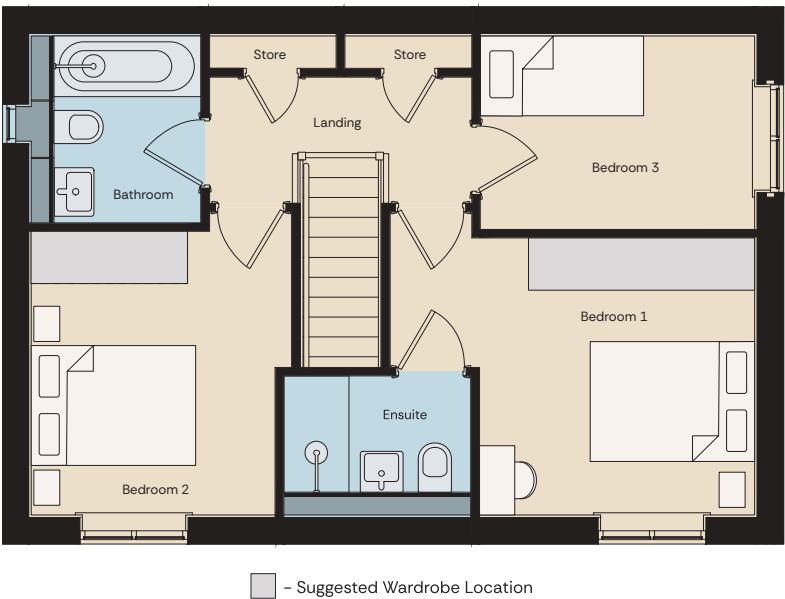 Store
Store
Landing
Bedroom 3
Bathroom
Bedroom 1
Ensuite
Bedroom 2
– Suggested Wardrobe Location